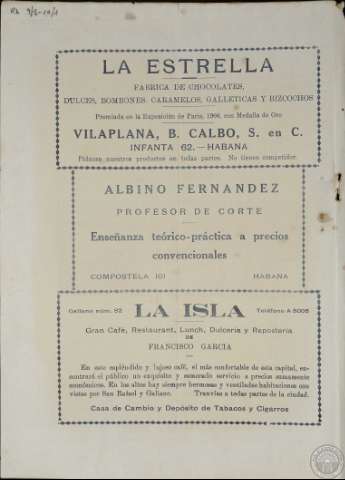 LA ESTRELLA
FABRICA DE CHOCOLATES,
DULCES, BOMBONES, CARAMELOS, GALLETICAS Y BIZCOCHOS
Premiada en la Exposición de París, 1900, con Medalla de Oro
VILAPLANA, B. CALBO, S. en C.
INFANTA 62.—HABANA
Pídanse nuestros productos en todas partes. No tienen competidor.
ALBINO FERNANDEZ
PROFESOR DE CORTE
Enseñanza teórico-práctica a precios
convencionales
COMPOSTELA 101 HABANA
Galiano núm. 82 LA ISLA Teléfono A 5005
Gran Café, Restaurant, Lunch, Dulcería y Repostería
DE
FRANCISCO GARCIA
En este espléndido y lujoso café, el más confortable de esta capital, en-
contrará el público un exquisito y esmerado servicio a precios sumamente
económicos. En los altos hay siempre hermosas y ventiladas habitaciones con
vistas por San Rafael y Galiano. Tranvías a todas partes de la ciudad.
Casa de Cambio y Depósito de Tabacos y Cigarros